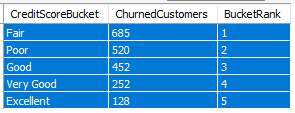 CreditScoreBucket ChurnedCustomers BucketRank
Fair 685 1
Poor 520 2
Good 452 3
Very Good 252 4
Excellent 128 5